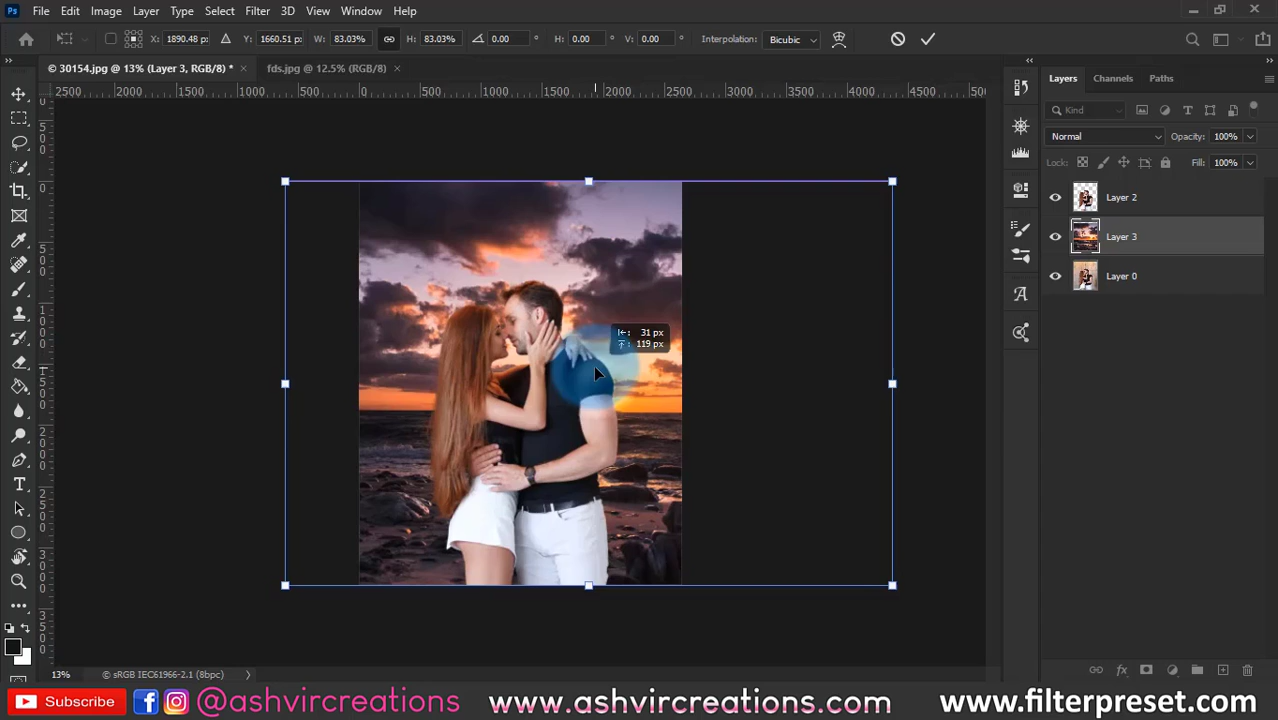 Ps File Edit Image Layer Type Select Filter 3D View Window Help
X: 1890.48 px Y: 1660.51 px W: 83.03% H: 83.03% 0.00 ° H: 0.00 ° V: 0.00 ° Interpolation: Bicubic
© 30154.jpg @ 13% (Layer 3, RGB/8) * × fds.jpg @ 12.5% (RGB/8) ×
Layers Channels Paths
2500 2000 1500 1000 500 0 500 1000 1500 2000 2500 3000 3500 4000 4500
Kind
Normal Opacity: 100%
Lock: Fill: 100%
Layer 2
Layer 3
Layer 0
31 px
119 px
13% © sRGB IEC61966-2.1 (8bpc)
Subscribe @ashvircreations www.ashvircreations.com www.filterpreset.com